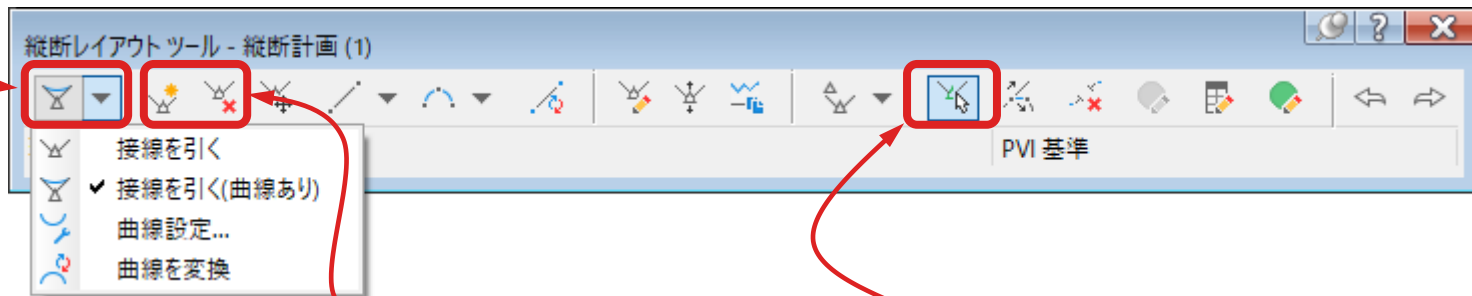 縦断レイアウト ツール - 縦断計画 (1)
PVI 基準
接線を引く
接線を引く(曲線あり)
曲線設定...
曲線を変換